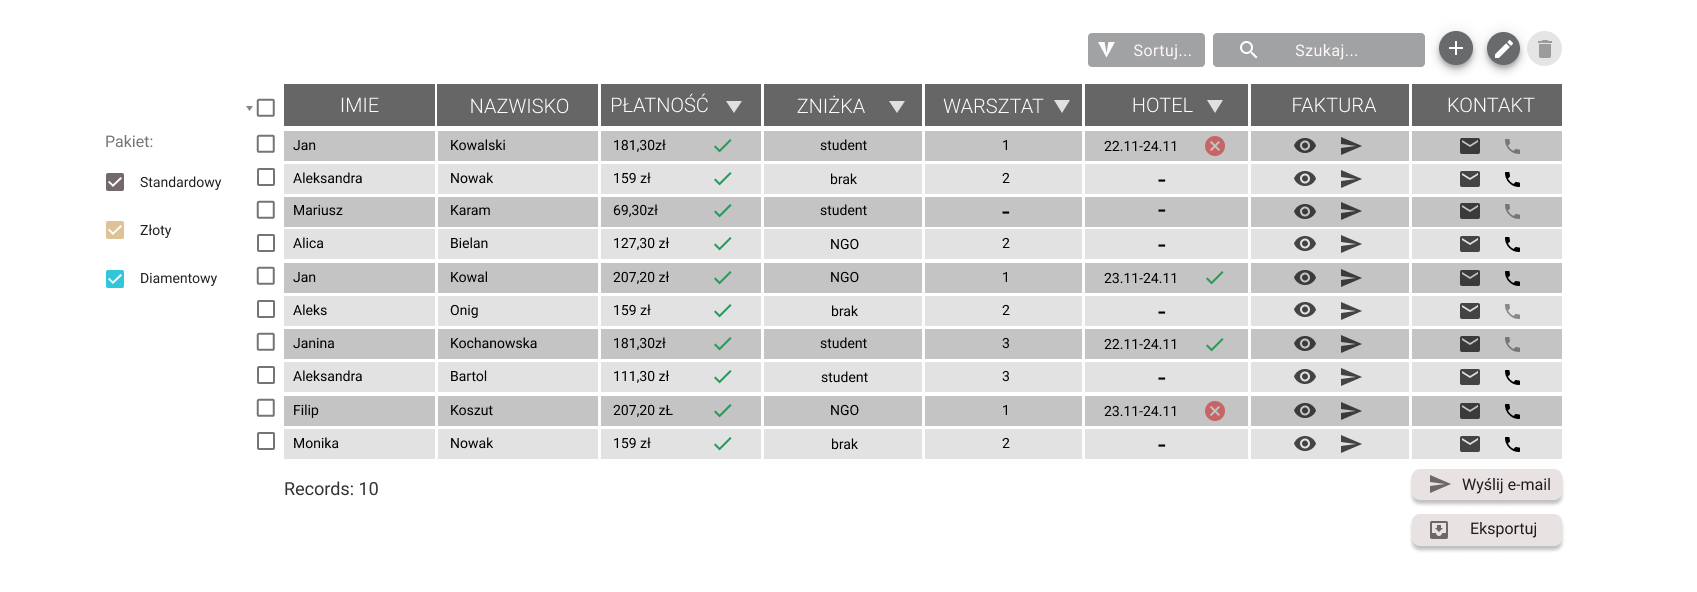 Sortuj... Szukaj...
IMIE NAZWISKO PŁATNOŚĆ ZNIŻKA WARSZTAT HOTEL FAKTURA KONTAKT
Pakiet:
Standardowy
Złoty
Diamentowy
Jan Kowalski 181,30zł student 1 22.11-24.11
Aleksandra Nowak 159 zł brak 2 -
Mariusz Karam 69,30zł student - -
Alica Bielan 127,30 zł NGO 2 -
Jan Kowal 207,20 zł NGO 1 23.11-24.11
Aleks Onig 159 zł brak 2 -
Janina Kochanowska 181,30zł student 3 22.11-24.11
Aleksandra Bartol 111,30 zł student 3 -
Filip Koszut 207,20 zŁ NGO 1 23.11-24.11
Monika Nowak 159 zł brak 2 -
Records: 10
Wyślij e-mail
Eksportuj